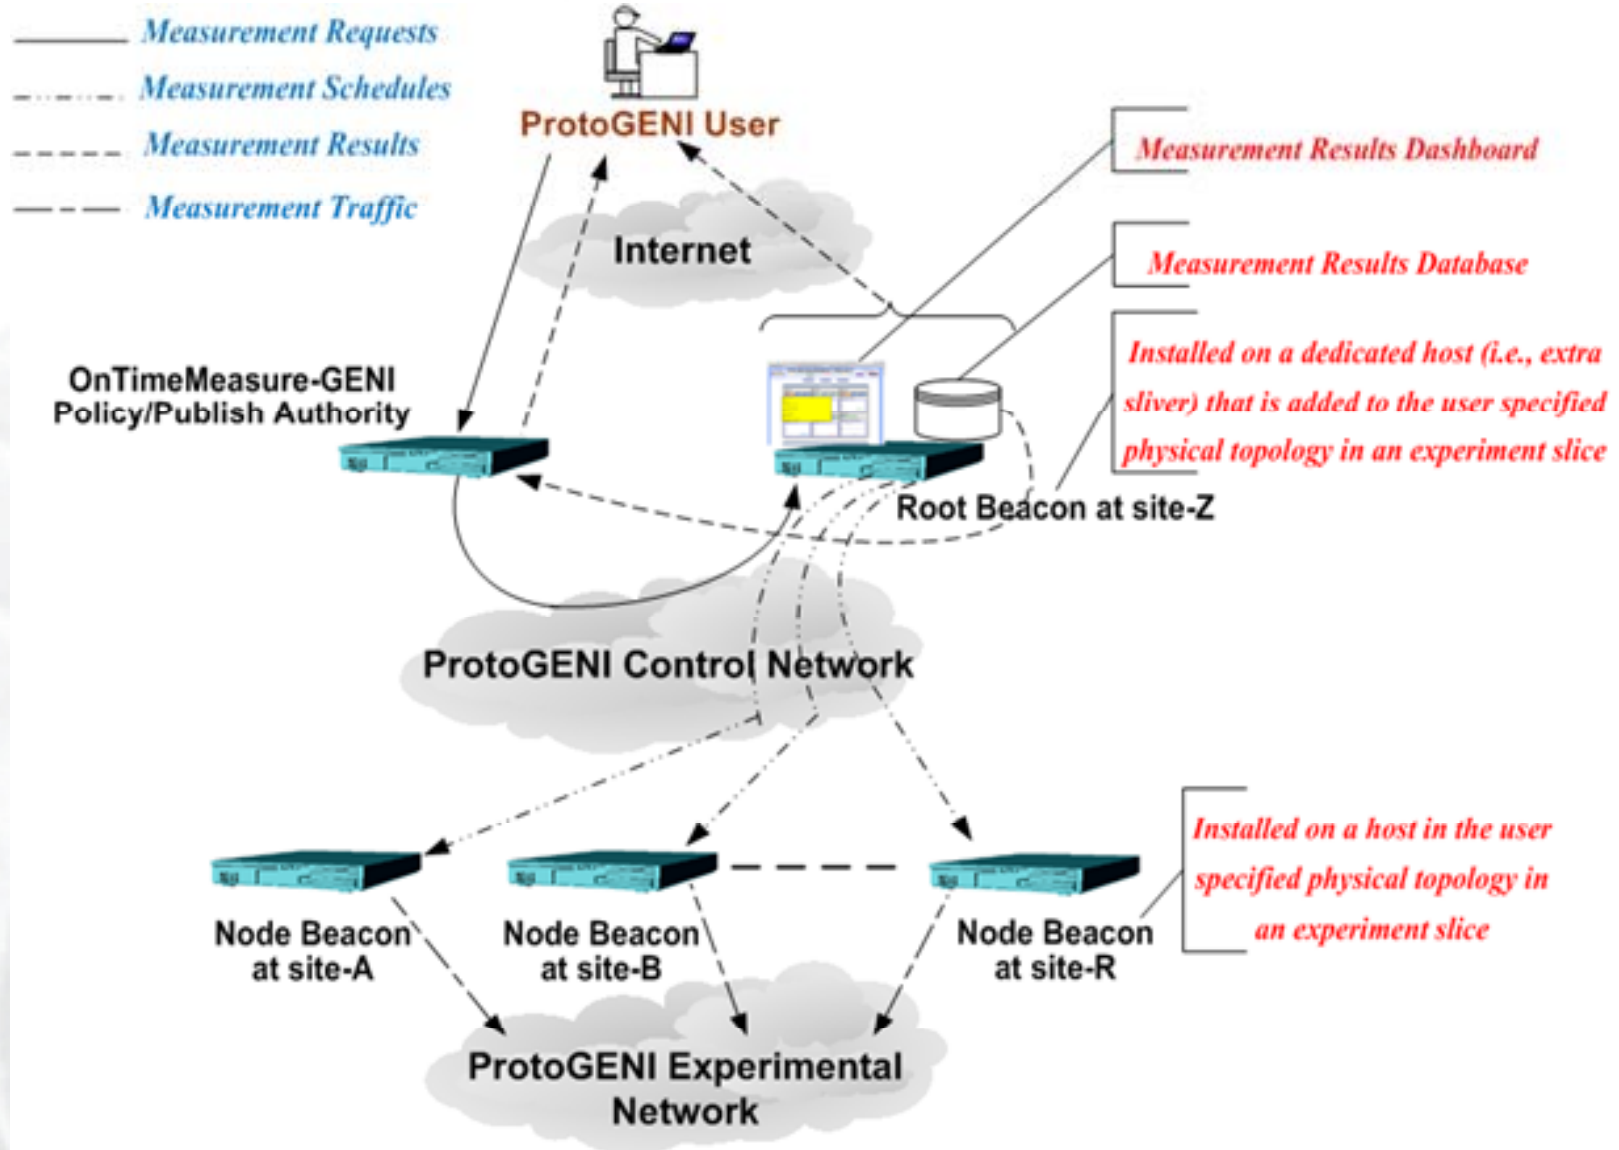 Measurement Requests
Measurement Schedules
Measurement Results
Measurement Traffic
ProtoGENI User
Internet
Measurement Results Dashboard
Measurement Results Database
Installed on a dedicated host (i.e., extra
sliver) that is added to the user specified
physical topology in an experiment slice
OnTimeMeasure-GENI
Policy/Publish Authority
Root Beacon at site-Z
ProtoGENI Control Network
Node Beacon
at site-A
Node Beacon
at site-B
Node Beacon
at site-R
Installed on a host in the user
specified physical topology in
an experiment slice
ProtoGENI Experimental
Network